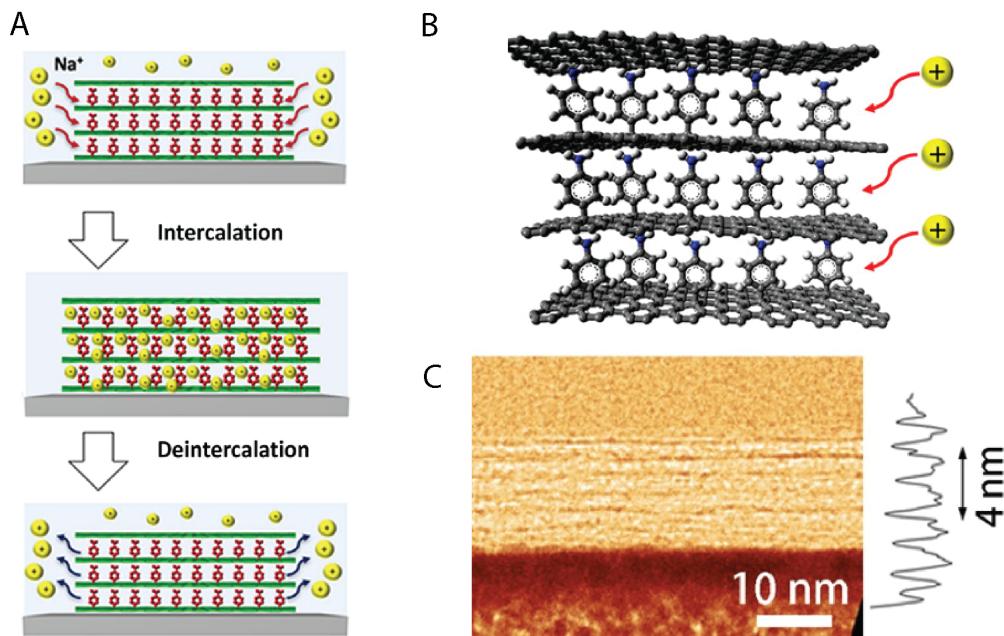 A
Na⁺
Intercalation
Deintercalation
B
C
10 nm
4 nm